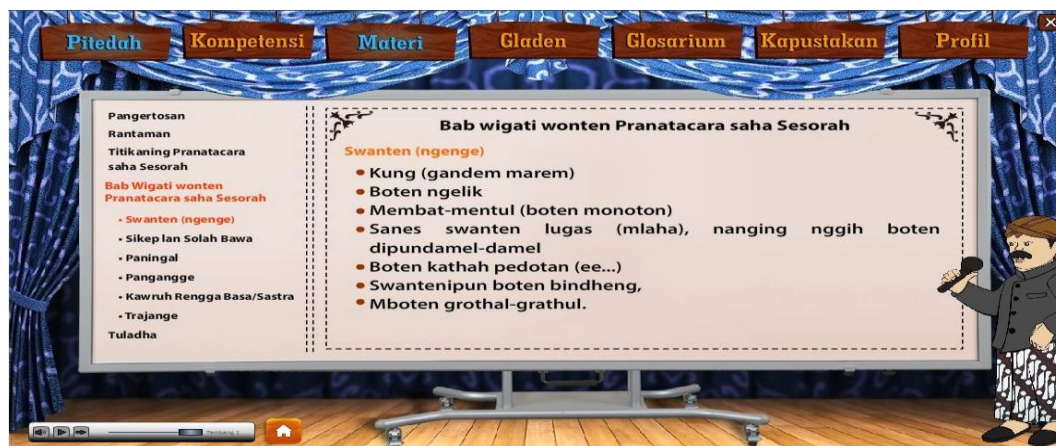 Pitedah
Kompetensi
Materi
Gladen
Glosarium
Kapustakan
Profil
Pangertosan
Rantaman
Titikaning Pranatacara
saha Sesorah
Bab Wigati wonten
Pranatacara saha Sesorah
• Swanten (ngenge)
• Sikep lan Solah Bawa
• Paningal
• Pangangge
• Kawruh Rengga Basa/Sastra
• Trajange
Tuladha
Bab wigati wonten Pranatacara saha Sesorah
Swanten (ngenge)
• Kung (gandem marem)
• Boten ngelik
• Membat-mentul (boten monoton)
• Sanes swanten lugas (mlaha), nanging nggih boten
dipundamel-damel
• Boten kathah pedotan (ee...)
• Swantenipun boten bindheng,
• Mboten grothal-grathul.
Tembang 1